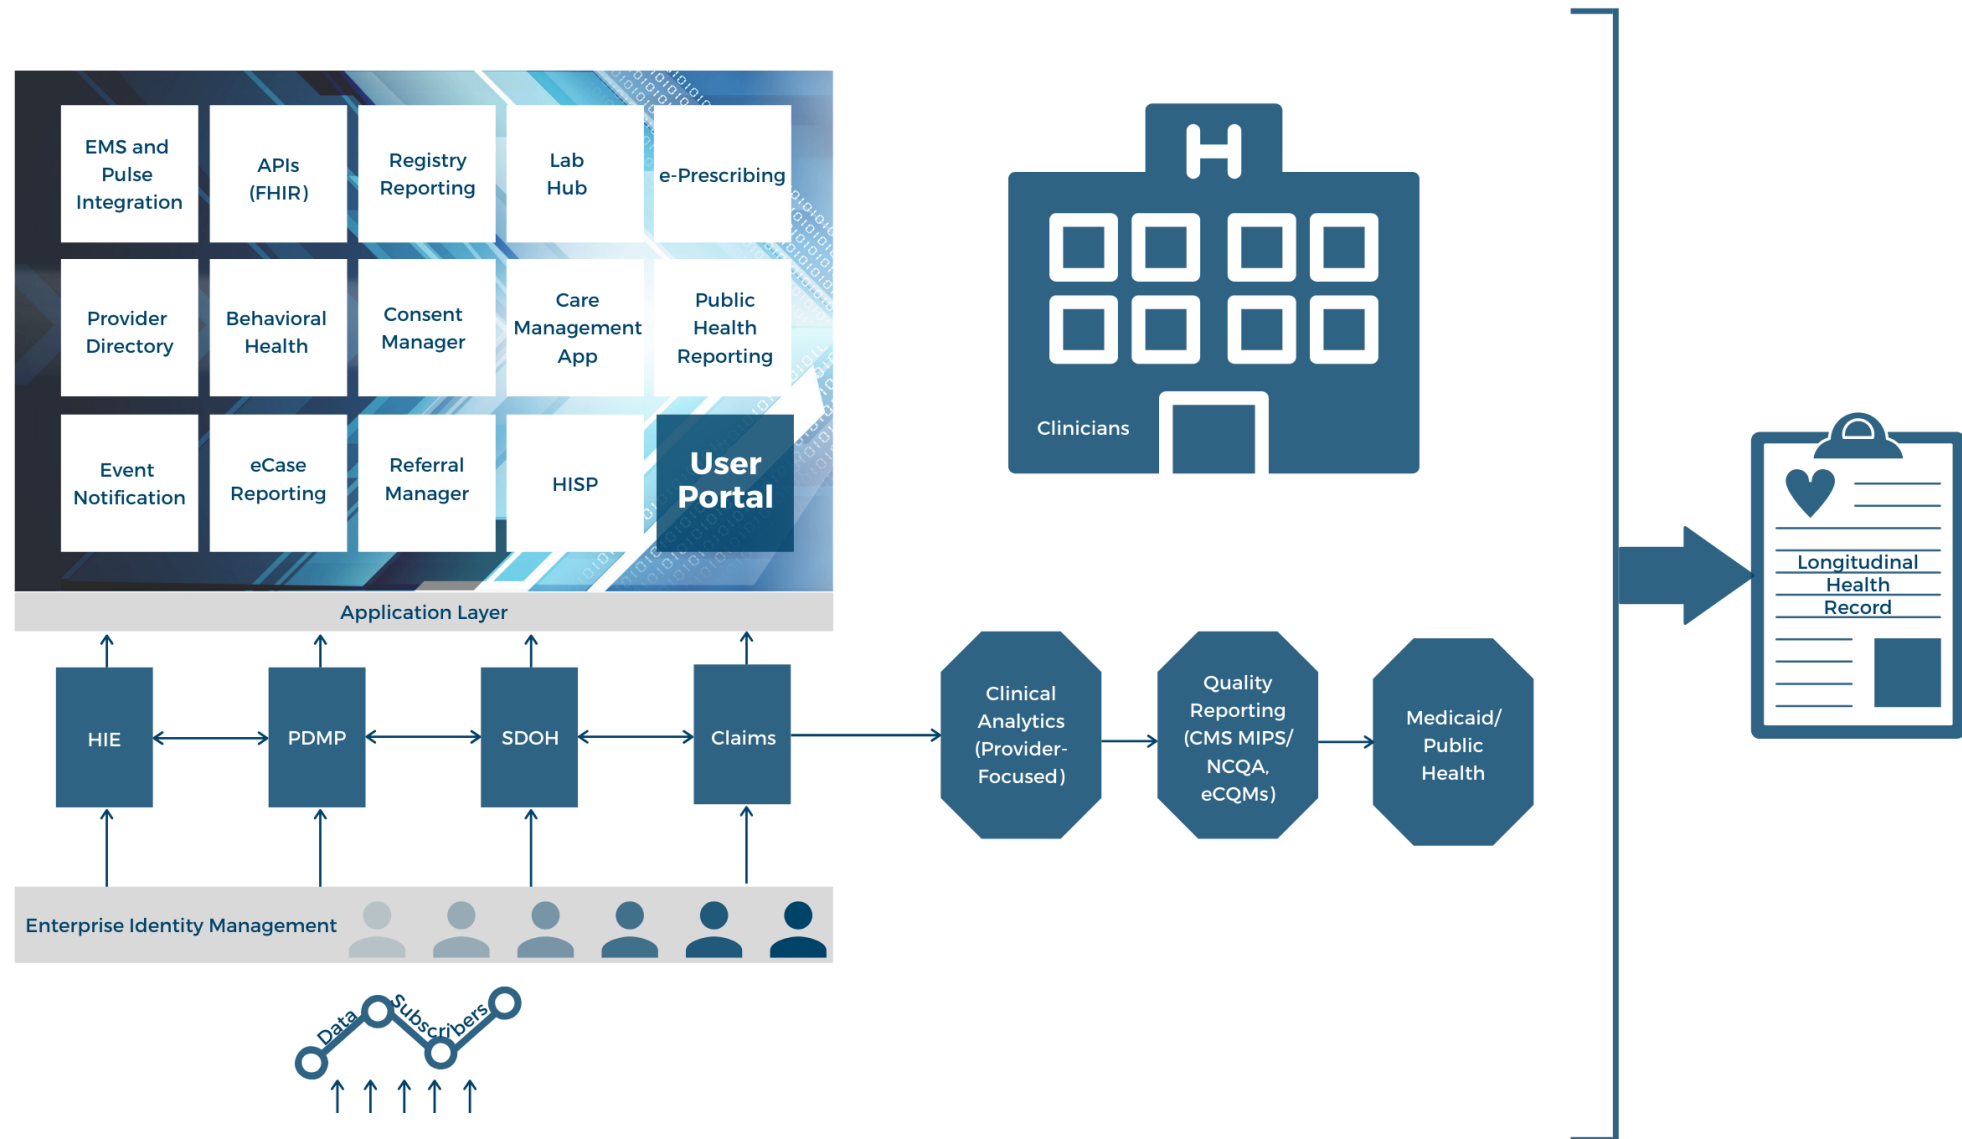 EMS and
Pulse
Integration
APIs
(FHIR)
Registry
Reporting
Lab
Hub
e-Prescribing
Provider
Directory
Behavioral
Health
Consent
Manager
Care
Management
App
Public
Health
Reporting
Event
Notification
eCase
Reporting
Referral
Manager
HISP
User
Portal
Application Layer
HIE
PDMP
SDOH
Claims
Enterprise Identity Management
Data Subscribers
H
Clinicians
Clinical
Analytics
(Provider-
Focused)
Quality
Reporting
(CMS MIPS/
NCQA,
eCQMs)
Medicaid/
Public
Health
Longitudinal
Health
Record